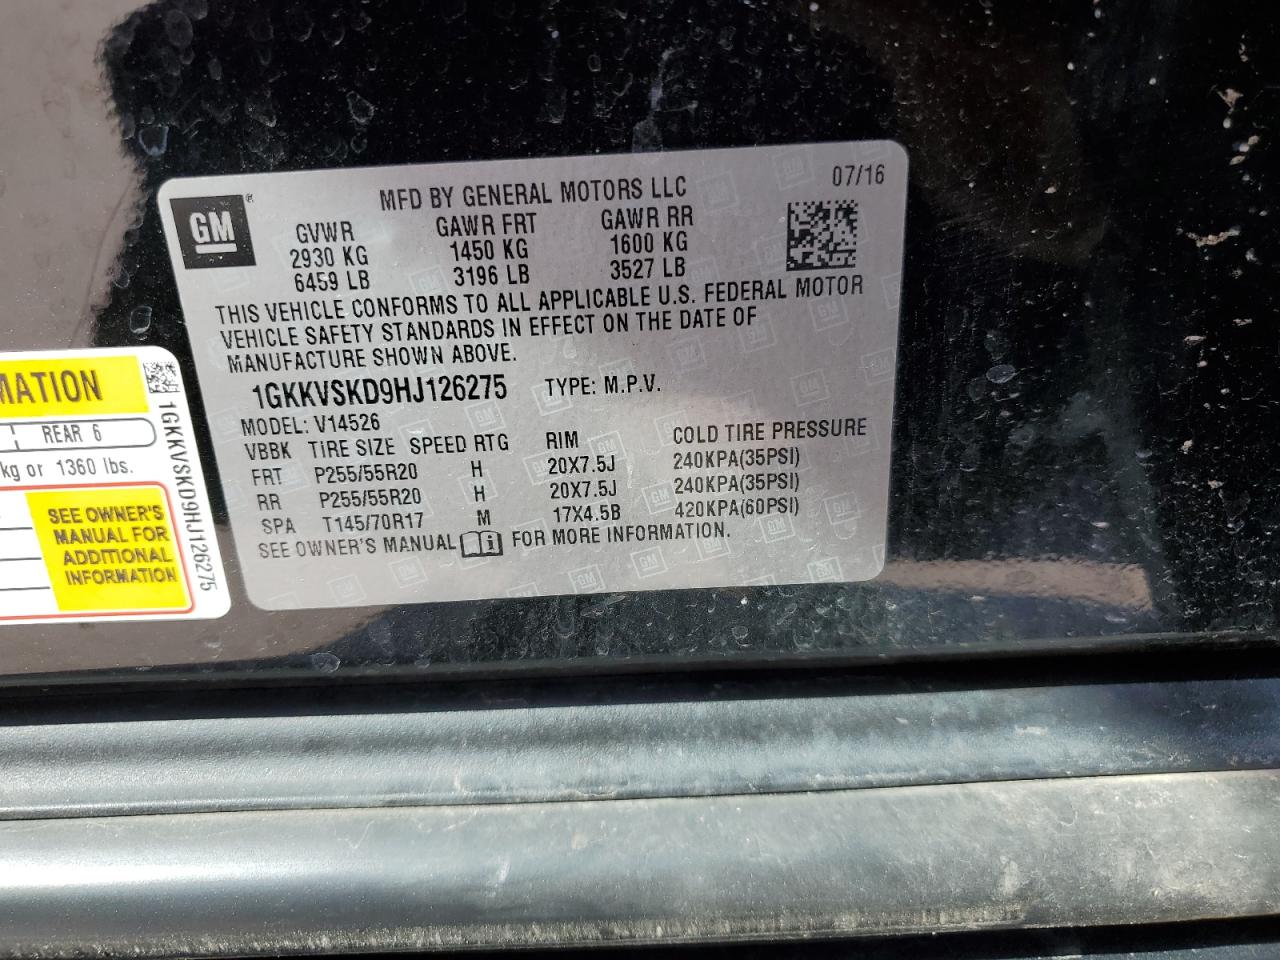 GM
MFD BY GENERAL MOTORS LLC
07/16
GVWR GAWR FRT GAWR RR
2930 KG 1450 KG 1600 KG
6459 LB 3196 LB 3527 LB
THIS VEHICLE CONFORMS TO ALL APPLICABLE U.S. FEDERAL MOTOR
VEHICLE SAFETY STANDARDS IN EFFECT ON THE DATE OF
MANUFACTURE SHOWN ABOVE.
1GKKVSKD9HJ126275 TYPE: M.P.V.
MODEL: V14526
VBBK TIRE SIZE SPEED RTG RIM COLD TIRE PRESSURE
FRT P255/55R20 H 20X7.5J 240KPA(35PSI)
RR P255/55R20 H 20X7.5J 240KPA(35PSI)
SPA T145/70R17 M 17X4.5B 420KPA(60PSI)
SEE OWNER'S MANUAL FOR MORE INFORMATION.
MATION
REAR 6
kg or 1360 lbs.
SEE OWNER'S
MANUAL FOR
ADDITIONAL
INFORMATION
1GKKVSKD9HJ126275